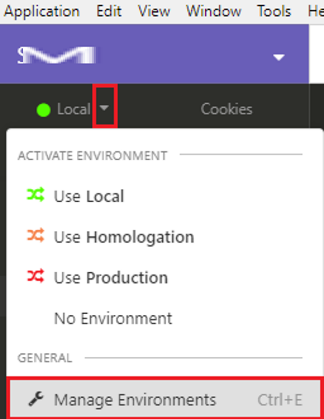 Application Edit View Window Tools He
Local Cookies
ACTIVATE ENVIRONMENT
Use Local
Use Homologation
Use Production
No Environment
GENERAL
Manage Environments Ctrl+E